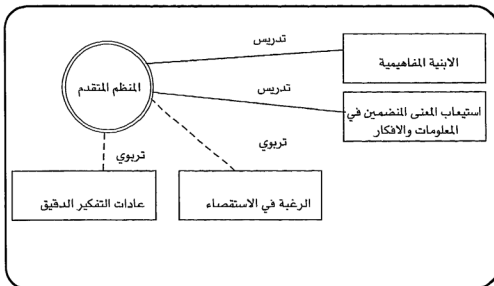 تدريس
الابنية المفاهيمية
المنظم المتقدم
تدريس
استيعاب المعنى المنضمين في
المعلومات والافكار
تربوي
تربوي
الرغبة في الاستقصاء
عادات التفكير الدقيق